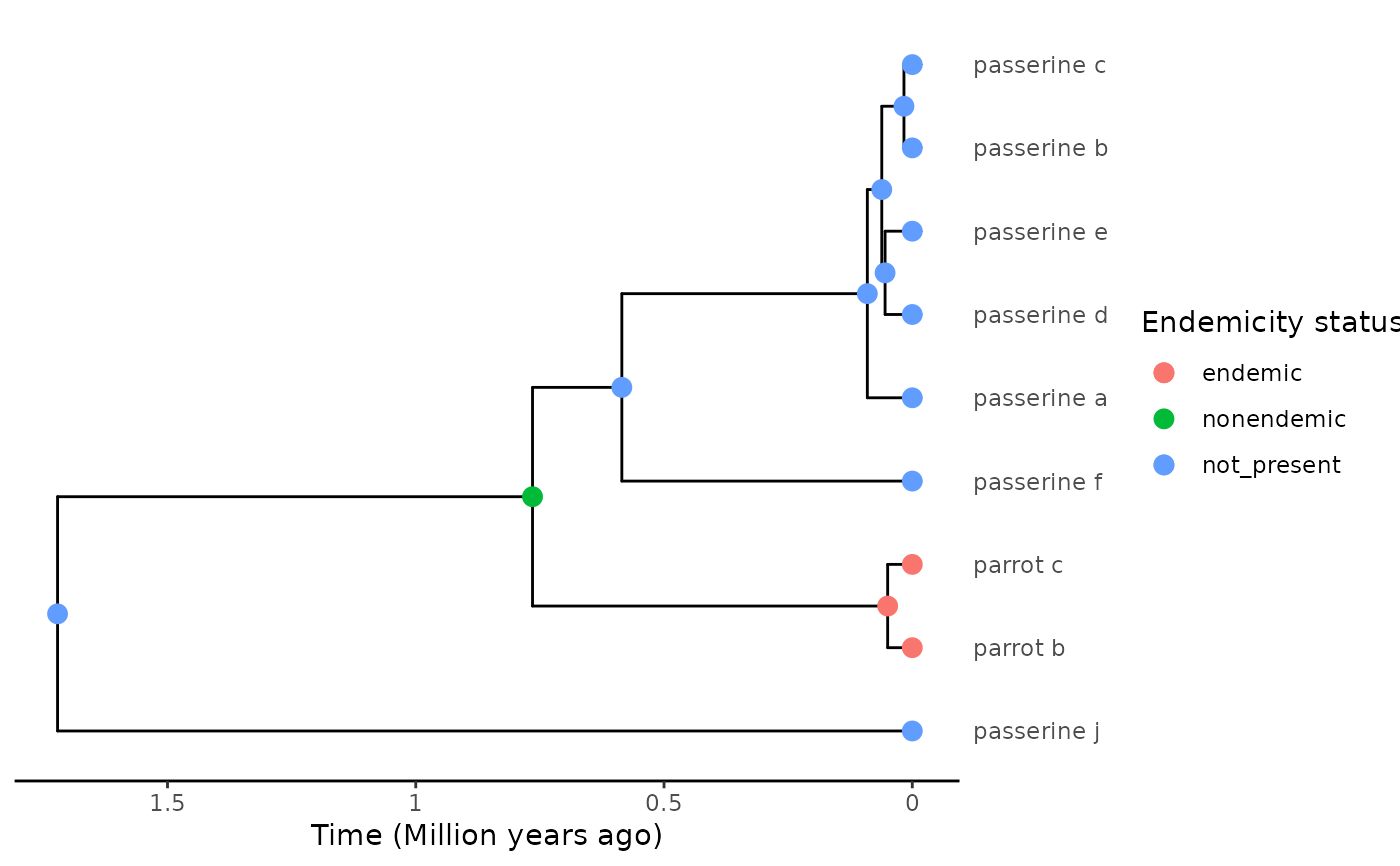 passerine c
passerine b
passerine e
passerine d
passerine a
passerine f
parrot c
parrot b
passerine j
Endemicity status
endemic
nonendemic
not_present
1.5 1 0.5 0
Time (Million years ago)